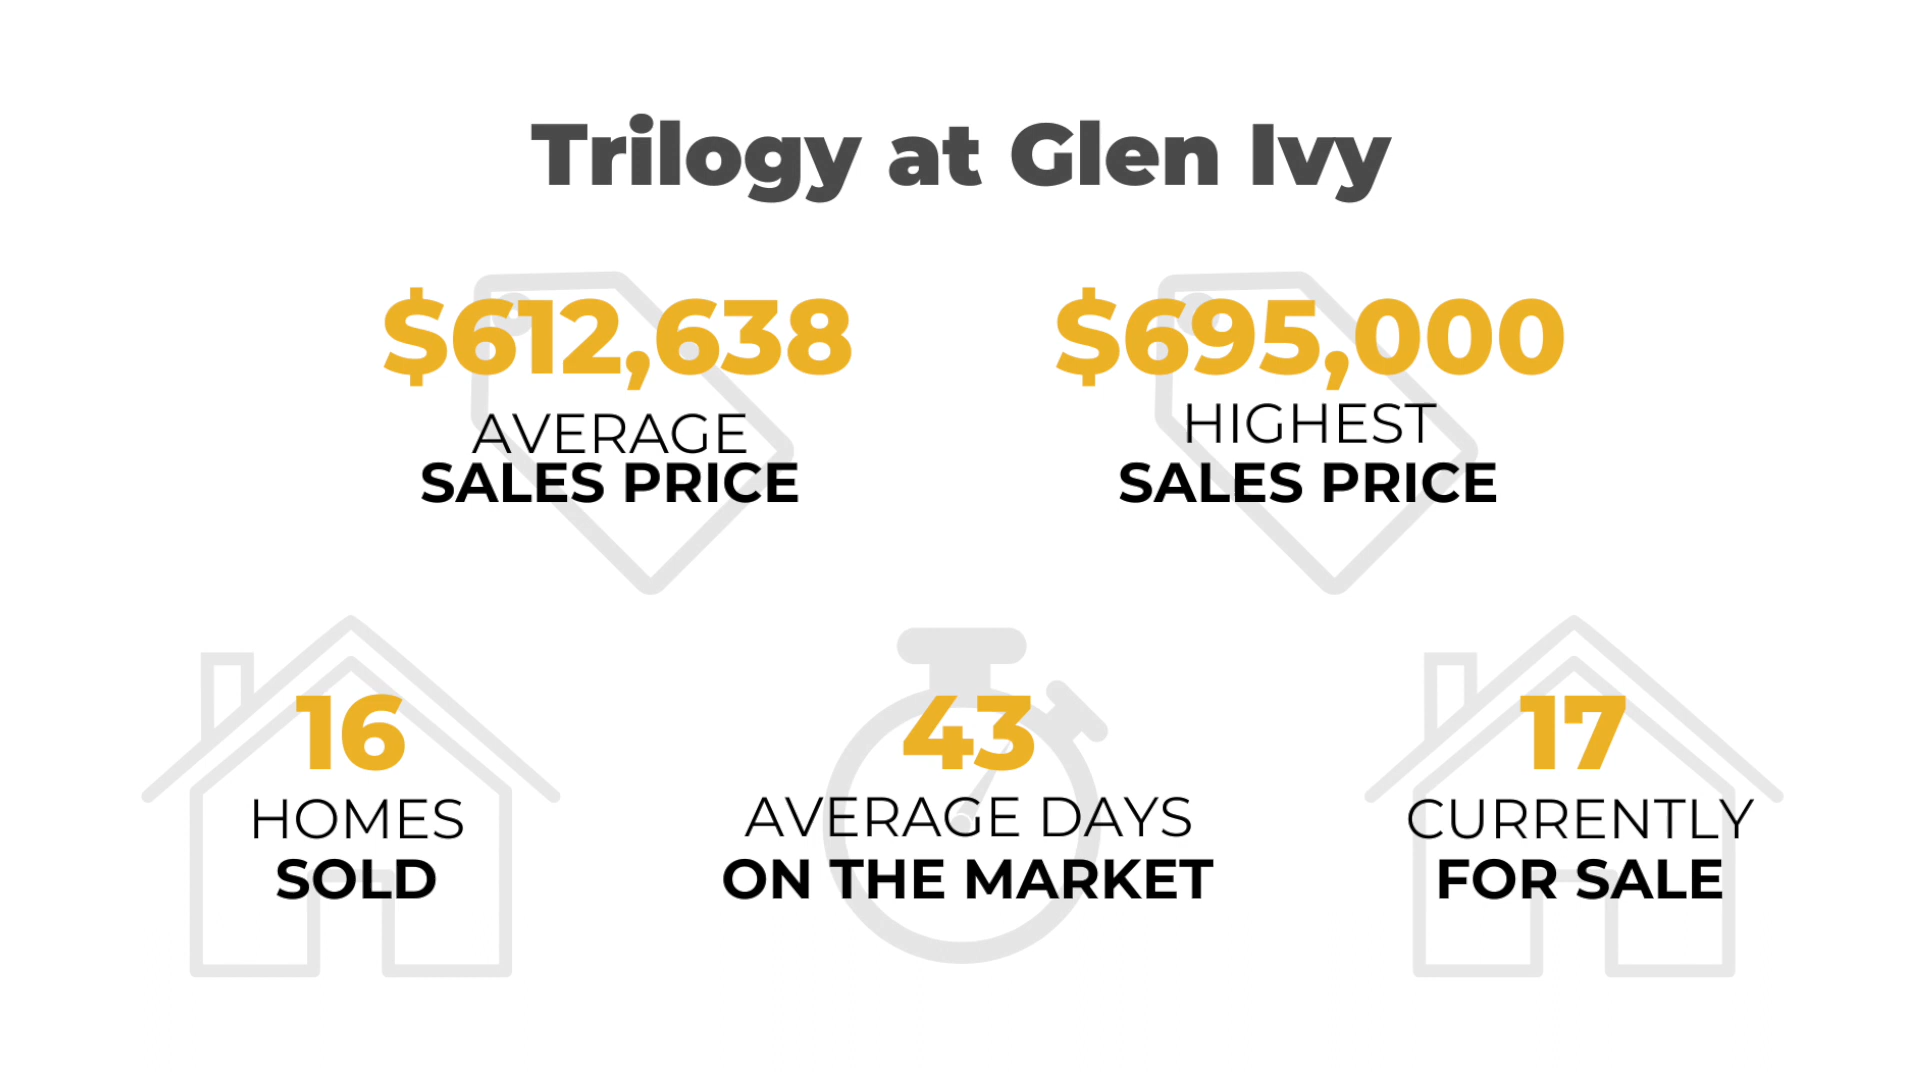 Trilogy at Glen Ivy
$612,638
AVERAGE
SALES PRICE
$695,000
HIGHEST
SALES PRICE
16
HOMES
SOLD
43
AVERAGE DAYS
ON THE MARKET
17
CURRENTLY
FOR SALE